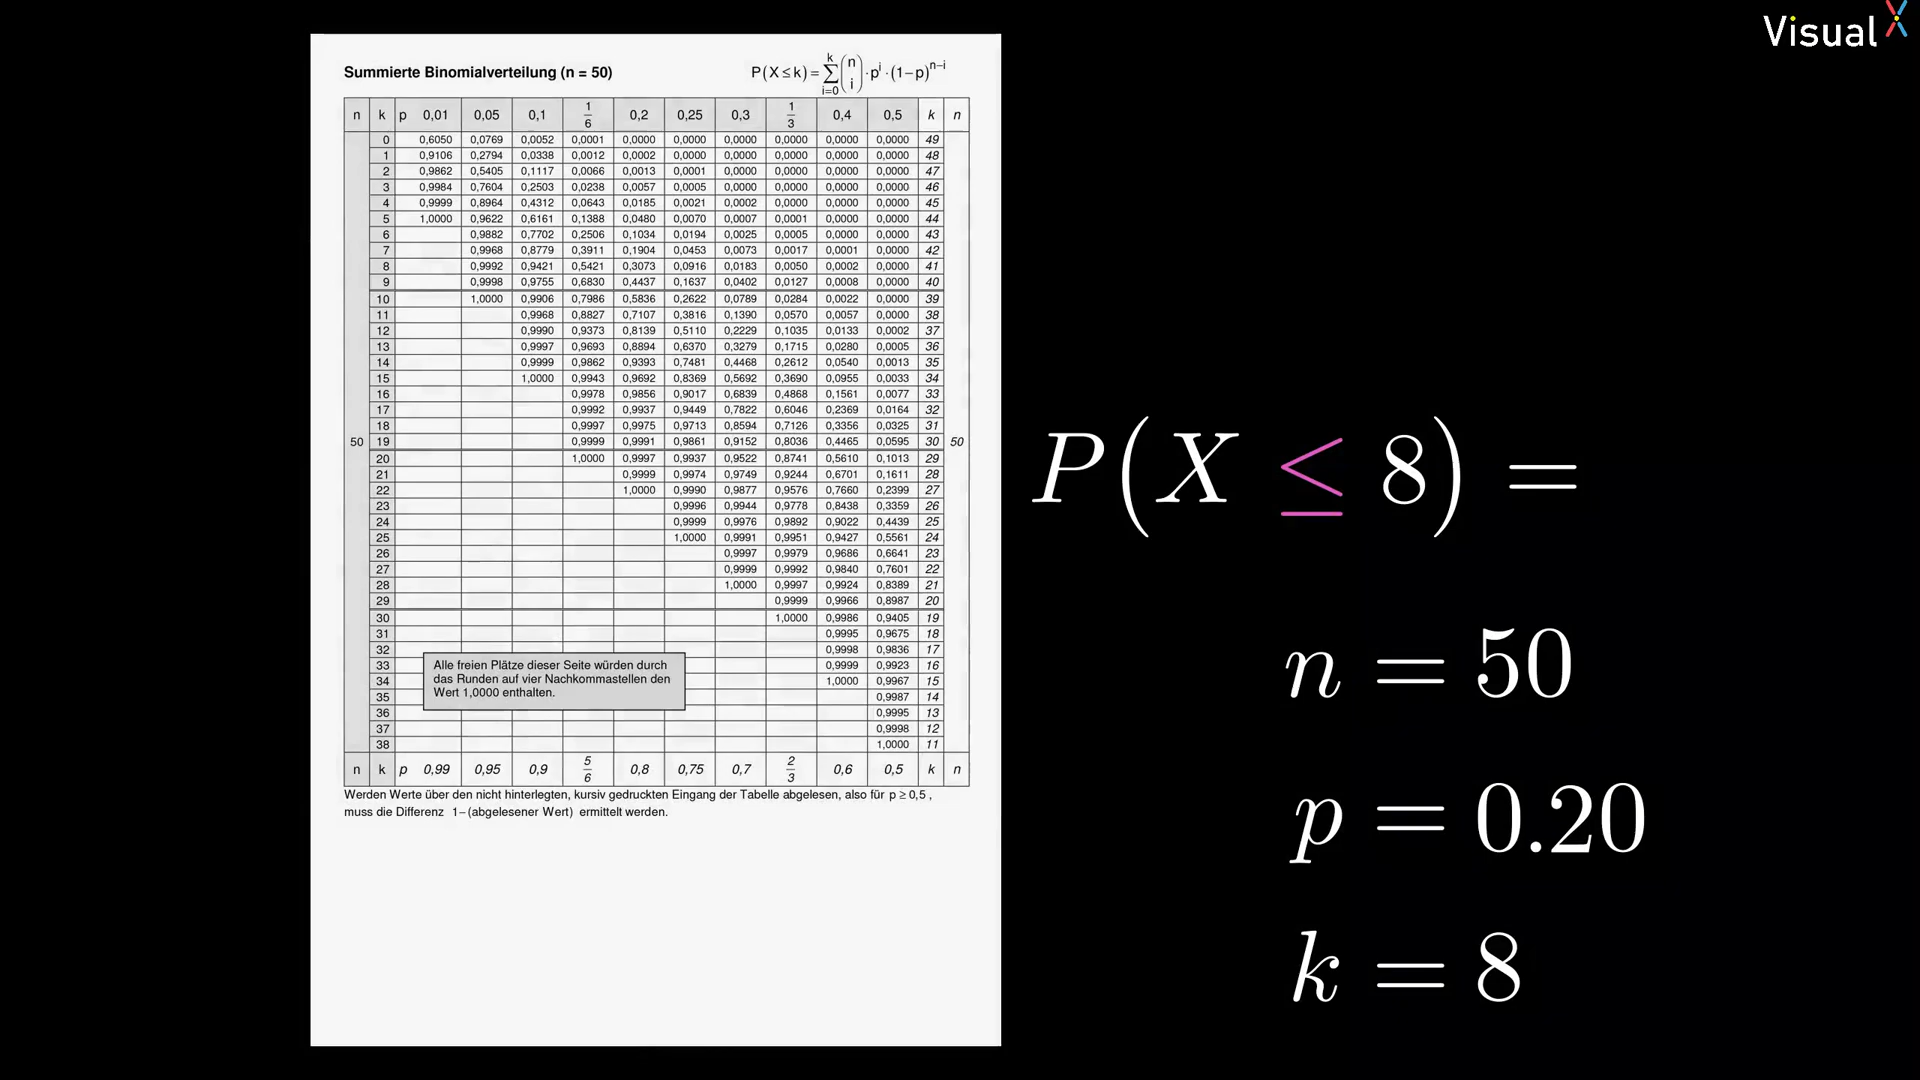 Visual X
Summierte Binomialverteilung (n = 50)
P(X ≤ k) = ∑ k i=0 (n i) · p^i · (1−p)^n−i
n k p 0,01 0,05 0,1 1/6 0,2 0,25 0,3 1/3 0,4 0,5 k n
0 0,6050 0,0769 0,0052 0,0001 0,0000 0,0000 0,0000 0,0000 0,0000 0,0000 49
1 0,9106 0,2794 0,0338 0,0012 0,0002 0,0000 0,0000 0,0000 0,0000 0,0000 48
2 0,9862 0,5405 0,1117 0,0066 0,0013 0,0001 0,0000 0,0000 0,0000 0,0000 47
3 0,9984 0,7604 0,2503 0,0238 0,0057 0,0005 0,0000 0,0000 0,0000 0,0000 46
4 0,9999 0,8964 0,4312 0,0643 0,0185 0,0021 0,0002 0,0000 0,0000 0,0000 45
5 1,0000 0,9622 0,6161 0,1388 0,0480 0,0070 0,0007 0,0001 0,0000 0,0000 44
6 0,9882 0,7702 0,2506 0,1034 0,0194 0,0025 0,0005 0,0000 0,0000 43
7 0,9968 0,8779 0,3911 0,1904 0,0453 0,0073 0,0017 0,0001 0,0000 42
8 0,9992 0,9421 0,5421 0,3073 0,0916 0,0183 0,0050 0,0002 0,0000 41
9 0,9998 0,9755 0,6830 0,4437 0,1637 0,0402 0,0127 0,0008 0,0000 40
10 1,0000 0,9906 0,7986 0,5836 0,2622 0,0789 0,0284 0,0022 0,0000 39
11 0,9968 0,8827 0,7107 0,3816 0,1390 0,0570 0,0057 0,0000 38
12 0,9990 0,9373 0,8139 0,5110 0,2229 0,1035 0,0133 0,0002 37
13 0,9997 0,9693 0,8894 0,6370 0,3279 0,1715 0,0280 0,0005 36
14 0,9999 0,9862 0,9393 0,7481 0,4468 0,2612 0,0540 0,0013 35
15 1,0000 0,9943 0,9692 0,8369 0,5692 0,3690 0,0955 0,0033 34
16 0,9978 0,9856 0,9017 0,6839 0,4868 0,1561 0,0077 33
17 0,9992 0,9937 0,9449 0,7822 0,6046 0,2369 0,0164 32
18 0,9997 0,9975 0,9713 0,8594 0,7126 0,3356 0,0325 31
50 19 0,9999 0,9991 0,9861 0,9152 0,8036 0,4465 0,0595 30 50
20 1,0000 0,9997 0,9937 0,9522 0,8741 0,5610 0,1013 29
21 0,9999 0,9974 0,9749 0,9244 0,6701 0,1611 28
22 1,0000 0,9990 0,9877 0,9576 0,7660 0,2399 27
23 0,9996 0,9944 0,9778 0,8438 0,3359 26
24 0,9999 0,9976 0,9892 0,9022 0,4439 25
25 1,0000 0,9991 0,9951 0,9427 0,5561 24
26 0,9997 0,9979 0,9686 0,6641 23
27 0,9999 0,9992 0,9840 0,7601 22
28 1,0000 0,9997 0,9924 0,8389 21
29 0,9999 0,9966 0,8987 20
30 1,0000 0,9986 0,9405 19
31 0,9995 0,9675 18
32 0,9998 0,9836 17
33 0,9999 0,9923 16
34 1,0000 0,9967 15
35 0,9987 14
36 0,9995 13
37 0,9998 12
38 1,0000 11
Alle freien Plätze dieser Seite würden durch
das Runden auf vier Nachkommastellen den
Wert 1,0000 enthalten.
n k p 0,99 0,95 0,9 5/6 0,8 0,75 0,7 2/3 0,6 0,5 k n
Werden Werte über den nicht hinterlegten, kursiv gedruckten Eingang der Tabelle abgelesen, also für p ≥ 0,5 ,
muss die Differenz 1−(abgelesener Wert) ermittelt werden.
P(X ≤ 8) =
n = 50
p = 0.20
k = 8